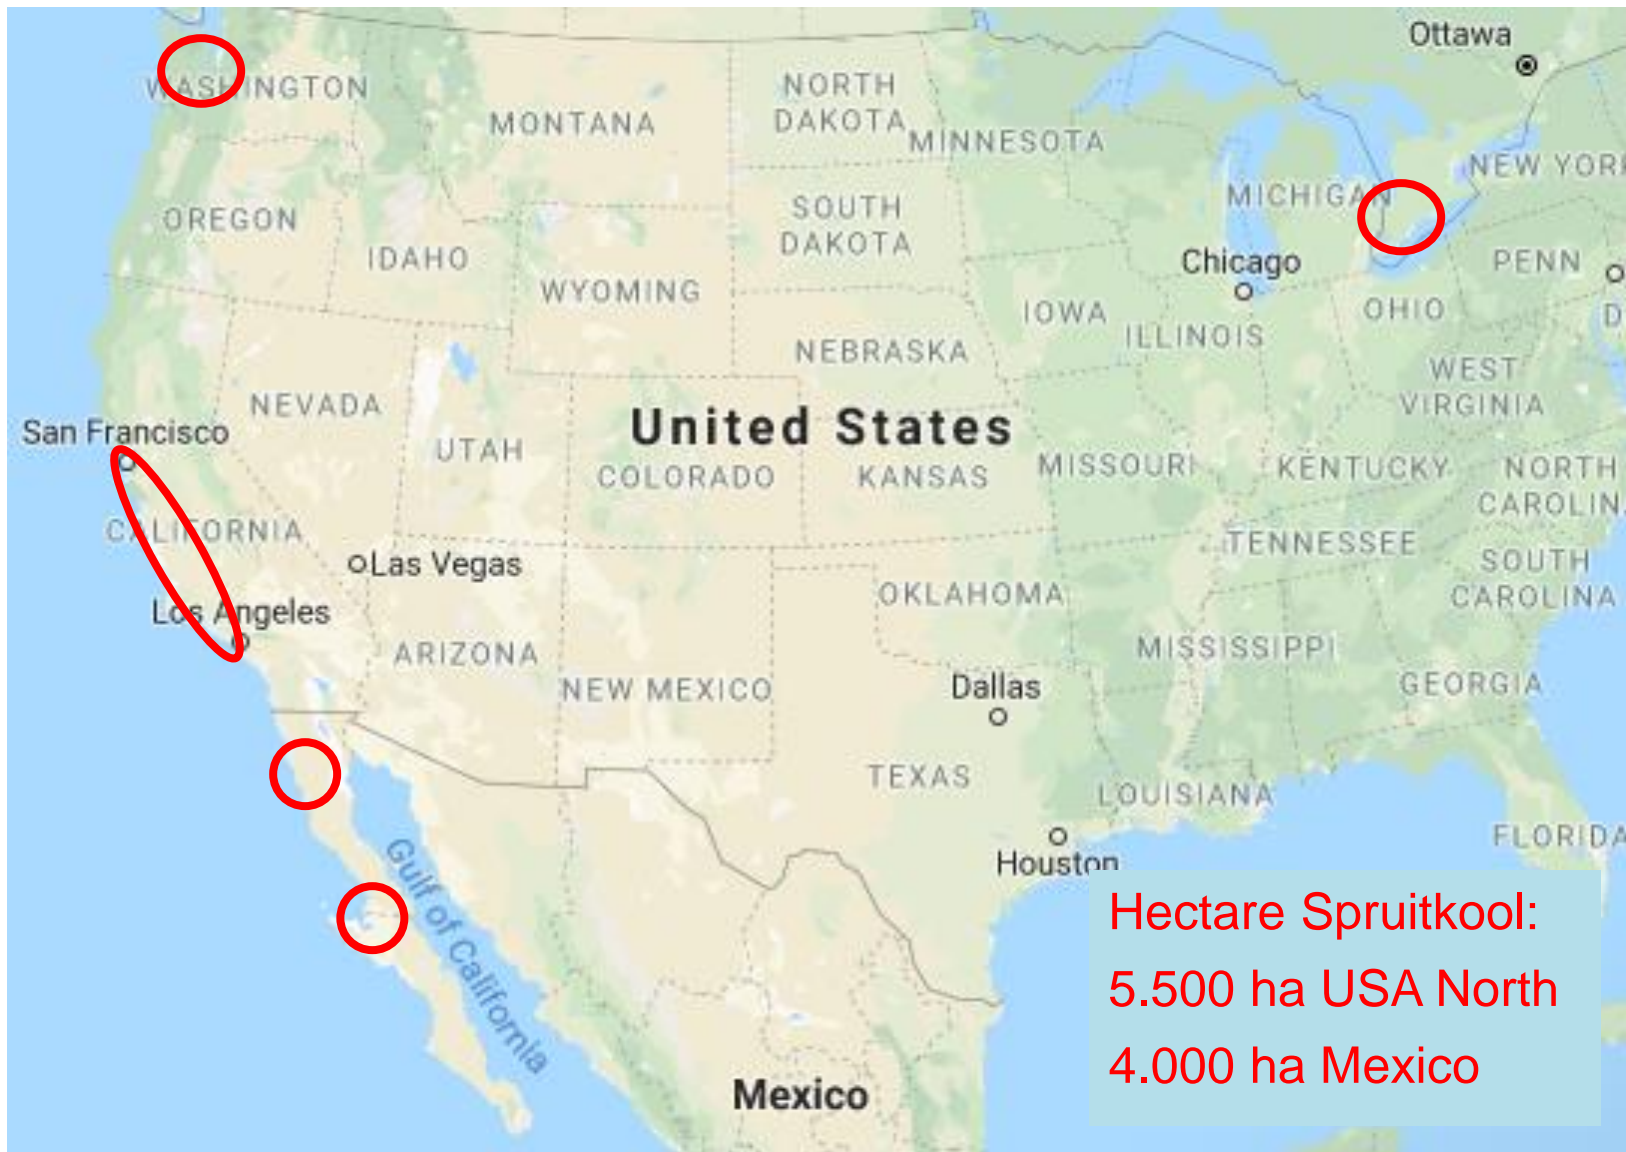 Ottawa
WASHINGTON
NORTH
DAKOTA
MONTANA
MINNESOTA
NEW YOR
MICHIGAN
OREGON
SOUTH
DAKOTA
IDAHO
Chicago
PENN
WYOMING
IOWA
ILLINOIS
OHIO
D
NEBRASKA
WEST
VIRGINIA
NEVADA
San Francisco
United States
UTAH
COLORADO
KANSAS
MISSOURI
KENTUCKY
NORTH
CAROLIN
CALIFORNIA
Las Vegas
TENNESSEE
SOUTH
CAROLINA
OKLAHOMA
Los Angeles
ARIZONA
NEW MEXICO
MISSISSIPPI
Dallas
GEORGIA
TEXAS
LOUISIANA
FLORIDA
Houston
Gulf of California
Mexico
Hectare Spruitkool:
5.500 ha USA North
4.000 ha Mexico